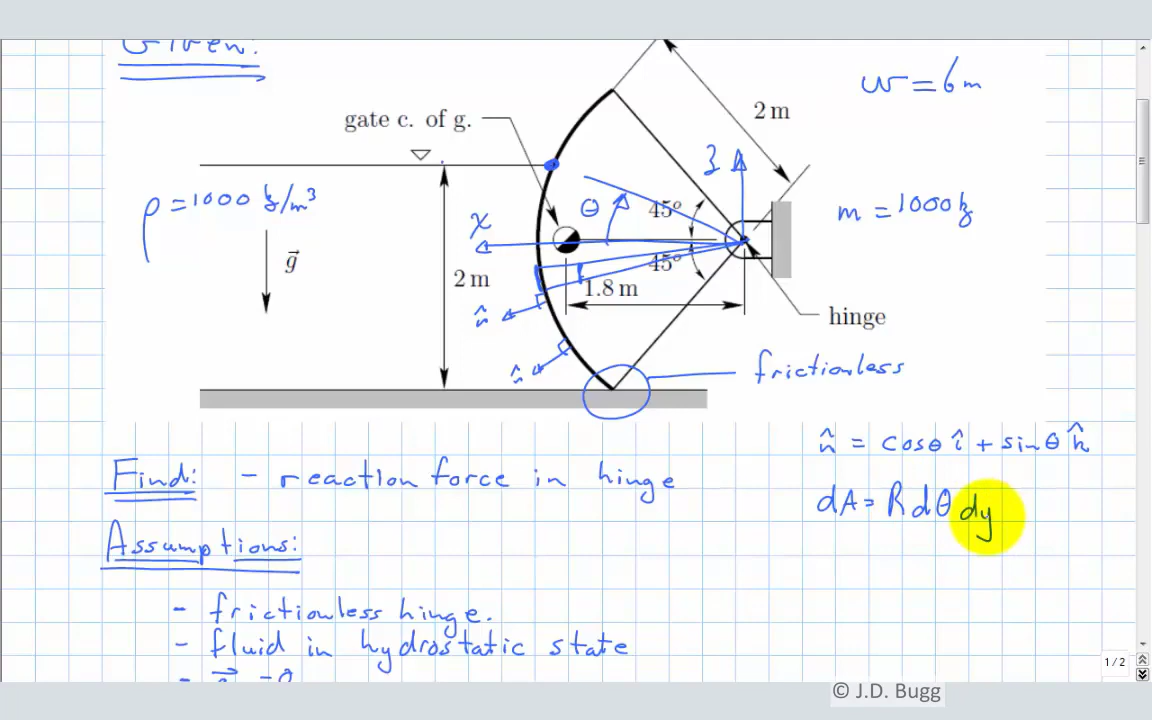 Given:
w = 6 m
2 m
gate c. of g.
z
ρ = 1000 kg/m³
θ
45°
m = 1000 kg
x
g
2 m
45°
1.8 m
n̂
hinge
n̂
frictionless
n̂ = cosθ î + sinθ k̂
Find: - reaction force in hinge
dA = R dθ dy
Assumptions:
- frictionless hinge.
- fluid in hydrostatic state
1/2
© J.D. Bugg